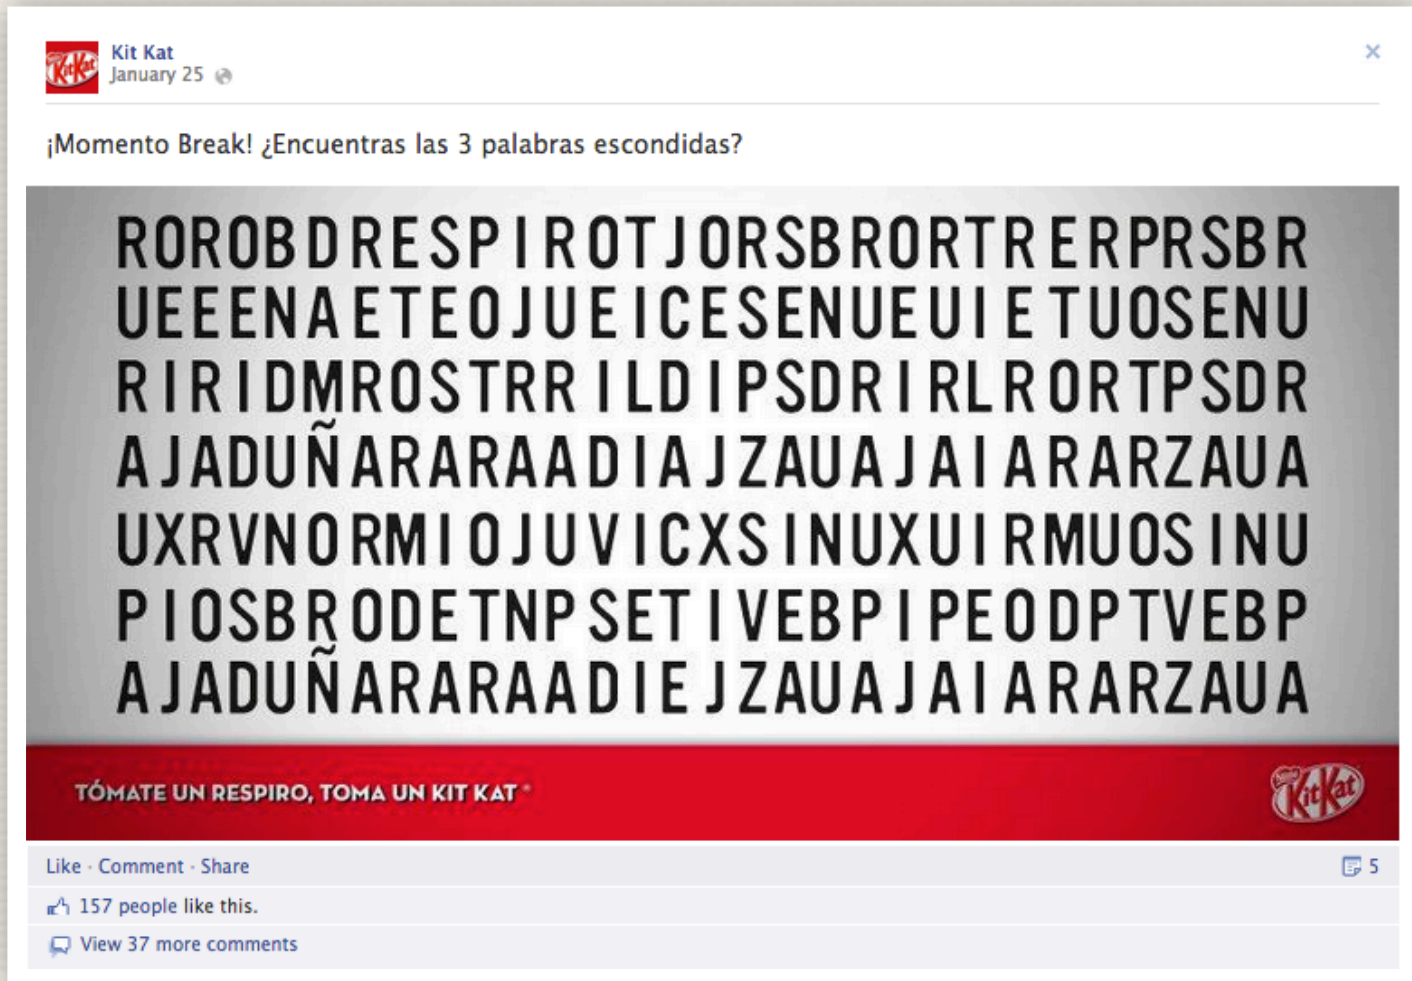 KitKat
Kit Kat
January 25
¡Momento Break! ¿Encuentras las 3 palabras escondidas?
ROROBDRESPIROTJORSBRORTRERPRSBR
UEEENAETEOJUEICESENUEUIETUOSENU
RIRIDMROSTRRILDIPSDRIRLRORTPSDR
AJADUÑARARAADIAJZAUAJAIARARZAUA
UXRVNORMIOJUVICXSINUXUIRMUOSINU
PIOSBRODETNPSETIVEBPIPEODPTVEBP
AJADUÑARARAADIEJZAUAJAIARARZAUA
TÓMATE UN RESPIRO, TOMA UN KIT KAT
Nestlé
KitKat
Like · Comment · Share
5
157 people like this.
View 37 more comments